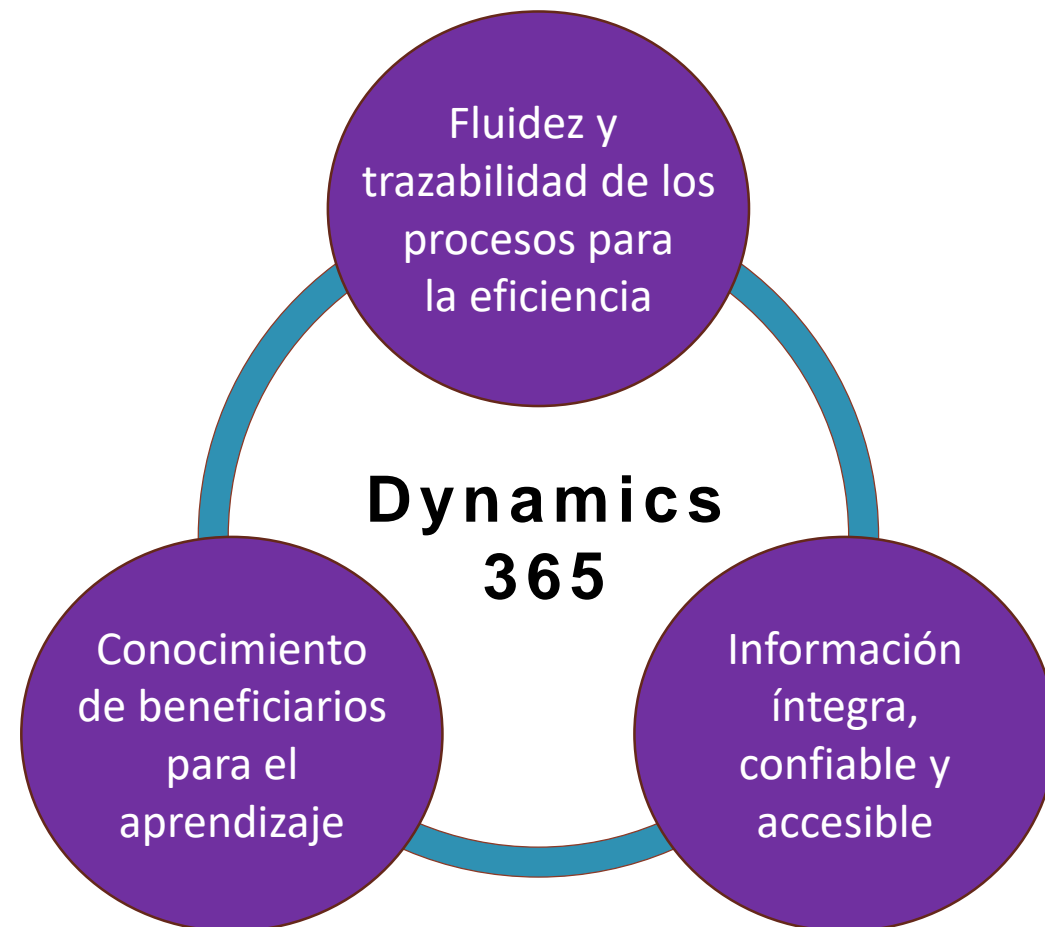 Fluidez y
trazabilidad de los
procesos para
la eficiencia
Dynamics
365
Conocimiento
de beneficiarios
para el
aprendizaje
Información
íntegra,
confiable y
accesible